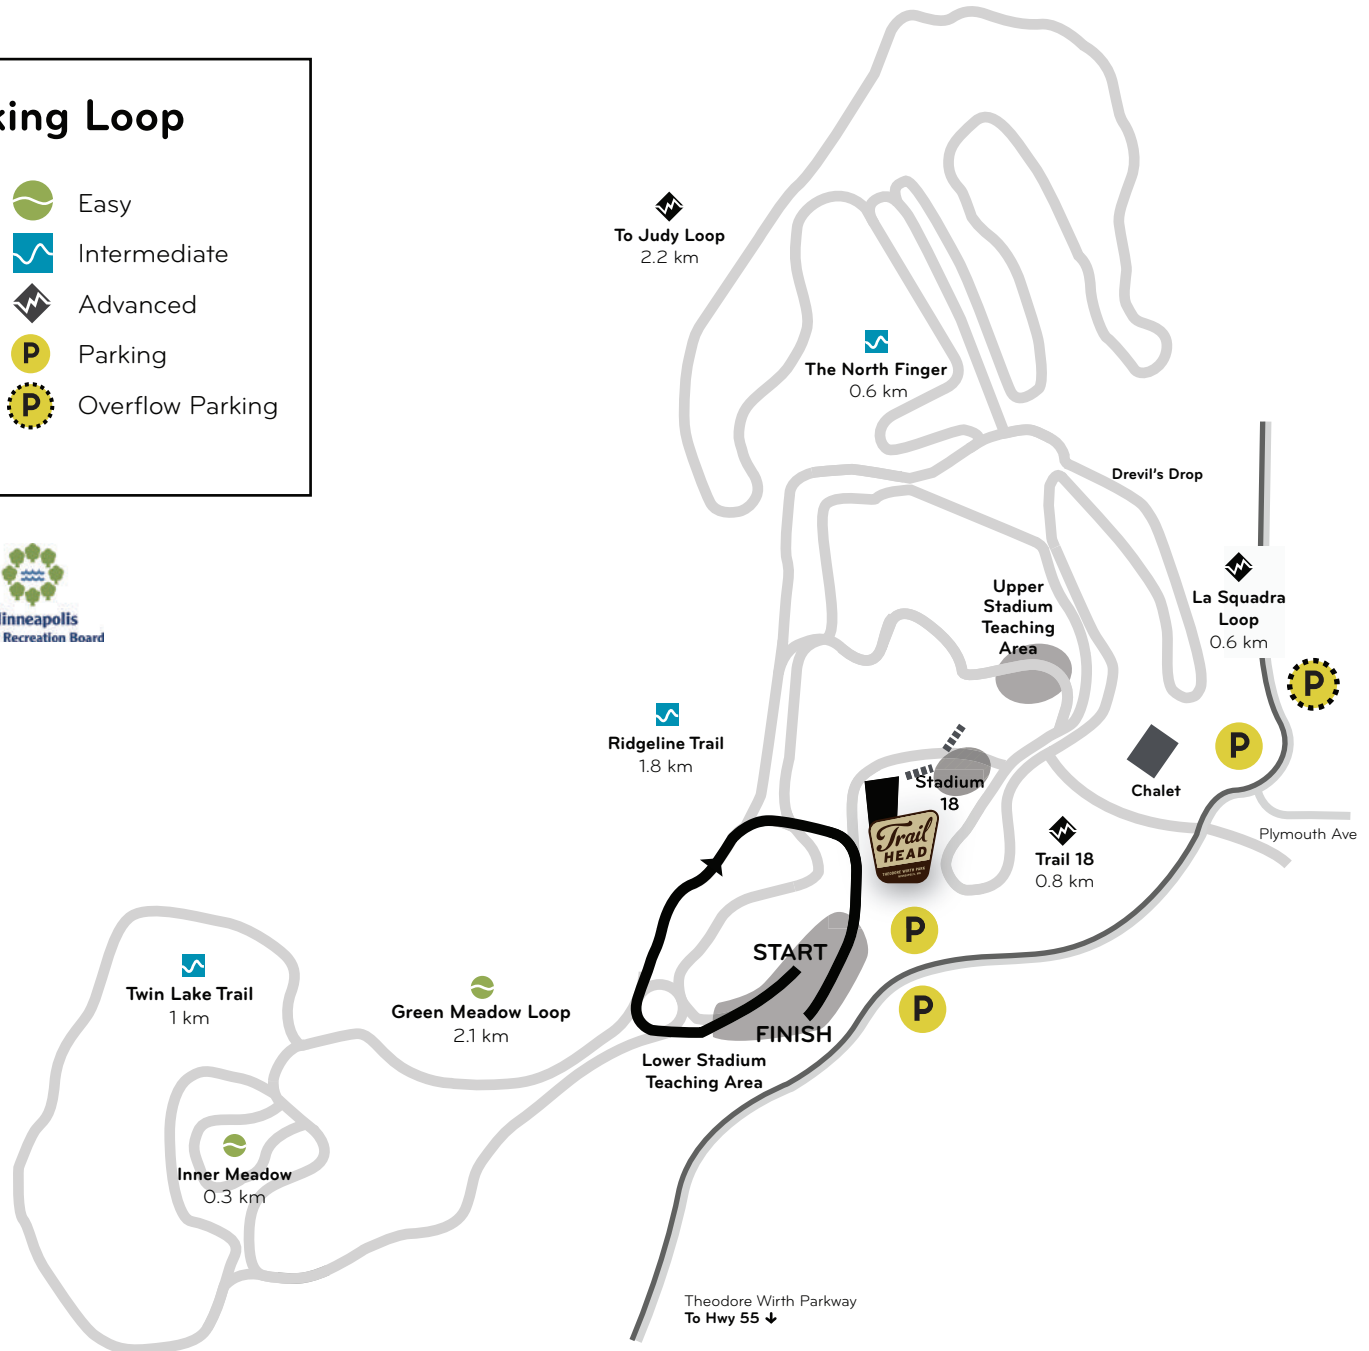 king Loop
Easy
Intermediate
Advanced
P Parking
P Overflow Parking
inneapolis
Recreation Board
To Judy Loop
2.2 km
The North Finger
0.6 km
Drevil's Drop
Upper
Stadium
Teaching
Area
La Squadra
Loop
0.6 km
P
P
Ridgeline Trail
1.8 km
Chalet
Stadium
18
Plymouth Ave
Trail
HEAD
THEODORE WIRTH PARK
Trail 18
0.8 km
P
START
P
FINISH
Twin Lake Trail
1 km
Green Meadow Loop
2.1 km
Lower Stadium
Teaching Area
Inner Meadow
0.3 km
Theodore Wirth Parkway
To Hwy 55 ↓